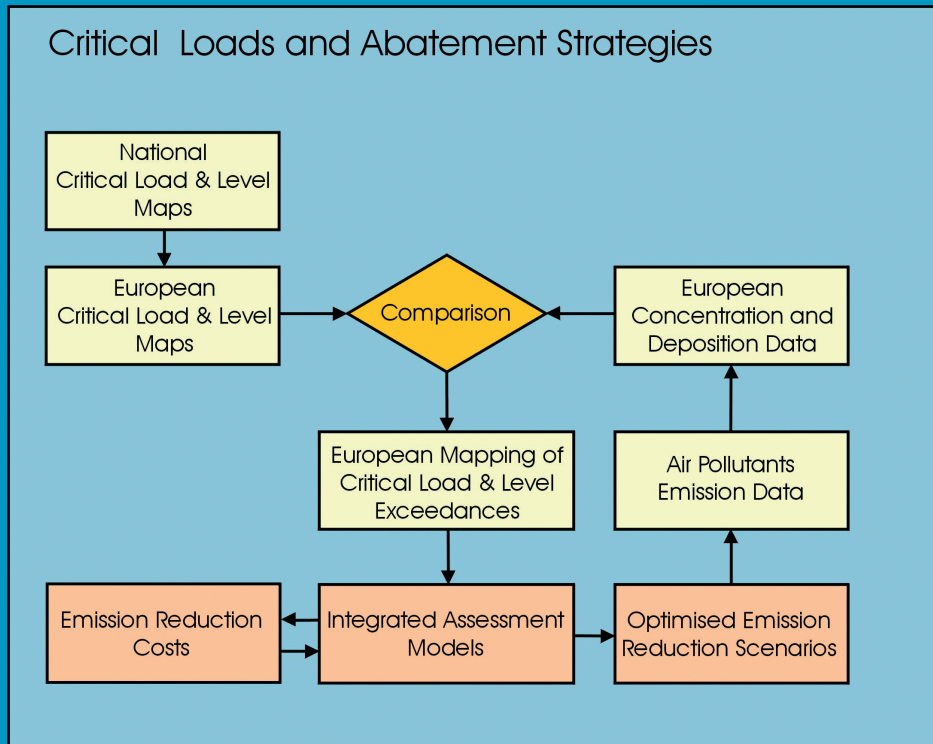 Critical Loads and Abatement Strategies
National
Critical Load & Level
Maps
European
Critical Load & Level
Maps
Comparison
European
Concentration and
Deposition Data
European Mapping of
Critical Load & Level
Exceedances
Air Pollutants
Emission Data
Emission Reduction
Costs
Integrated Assessment
Models
Optimised Emission
Reduction Scenarios